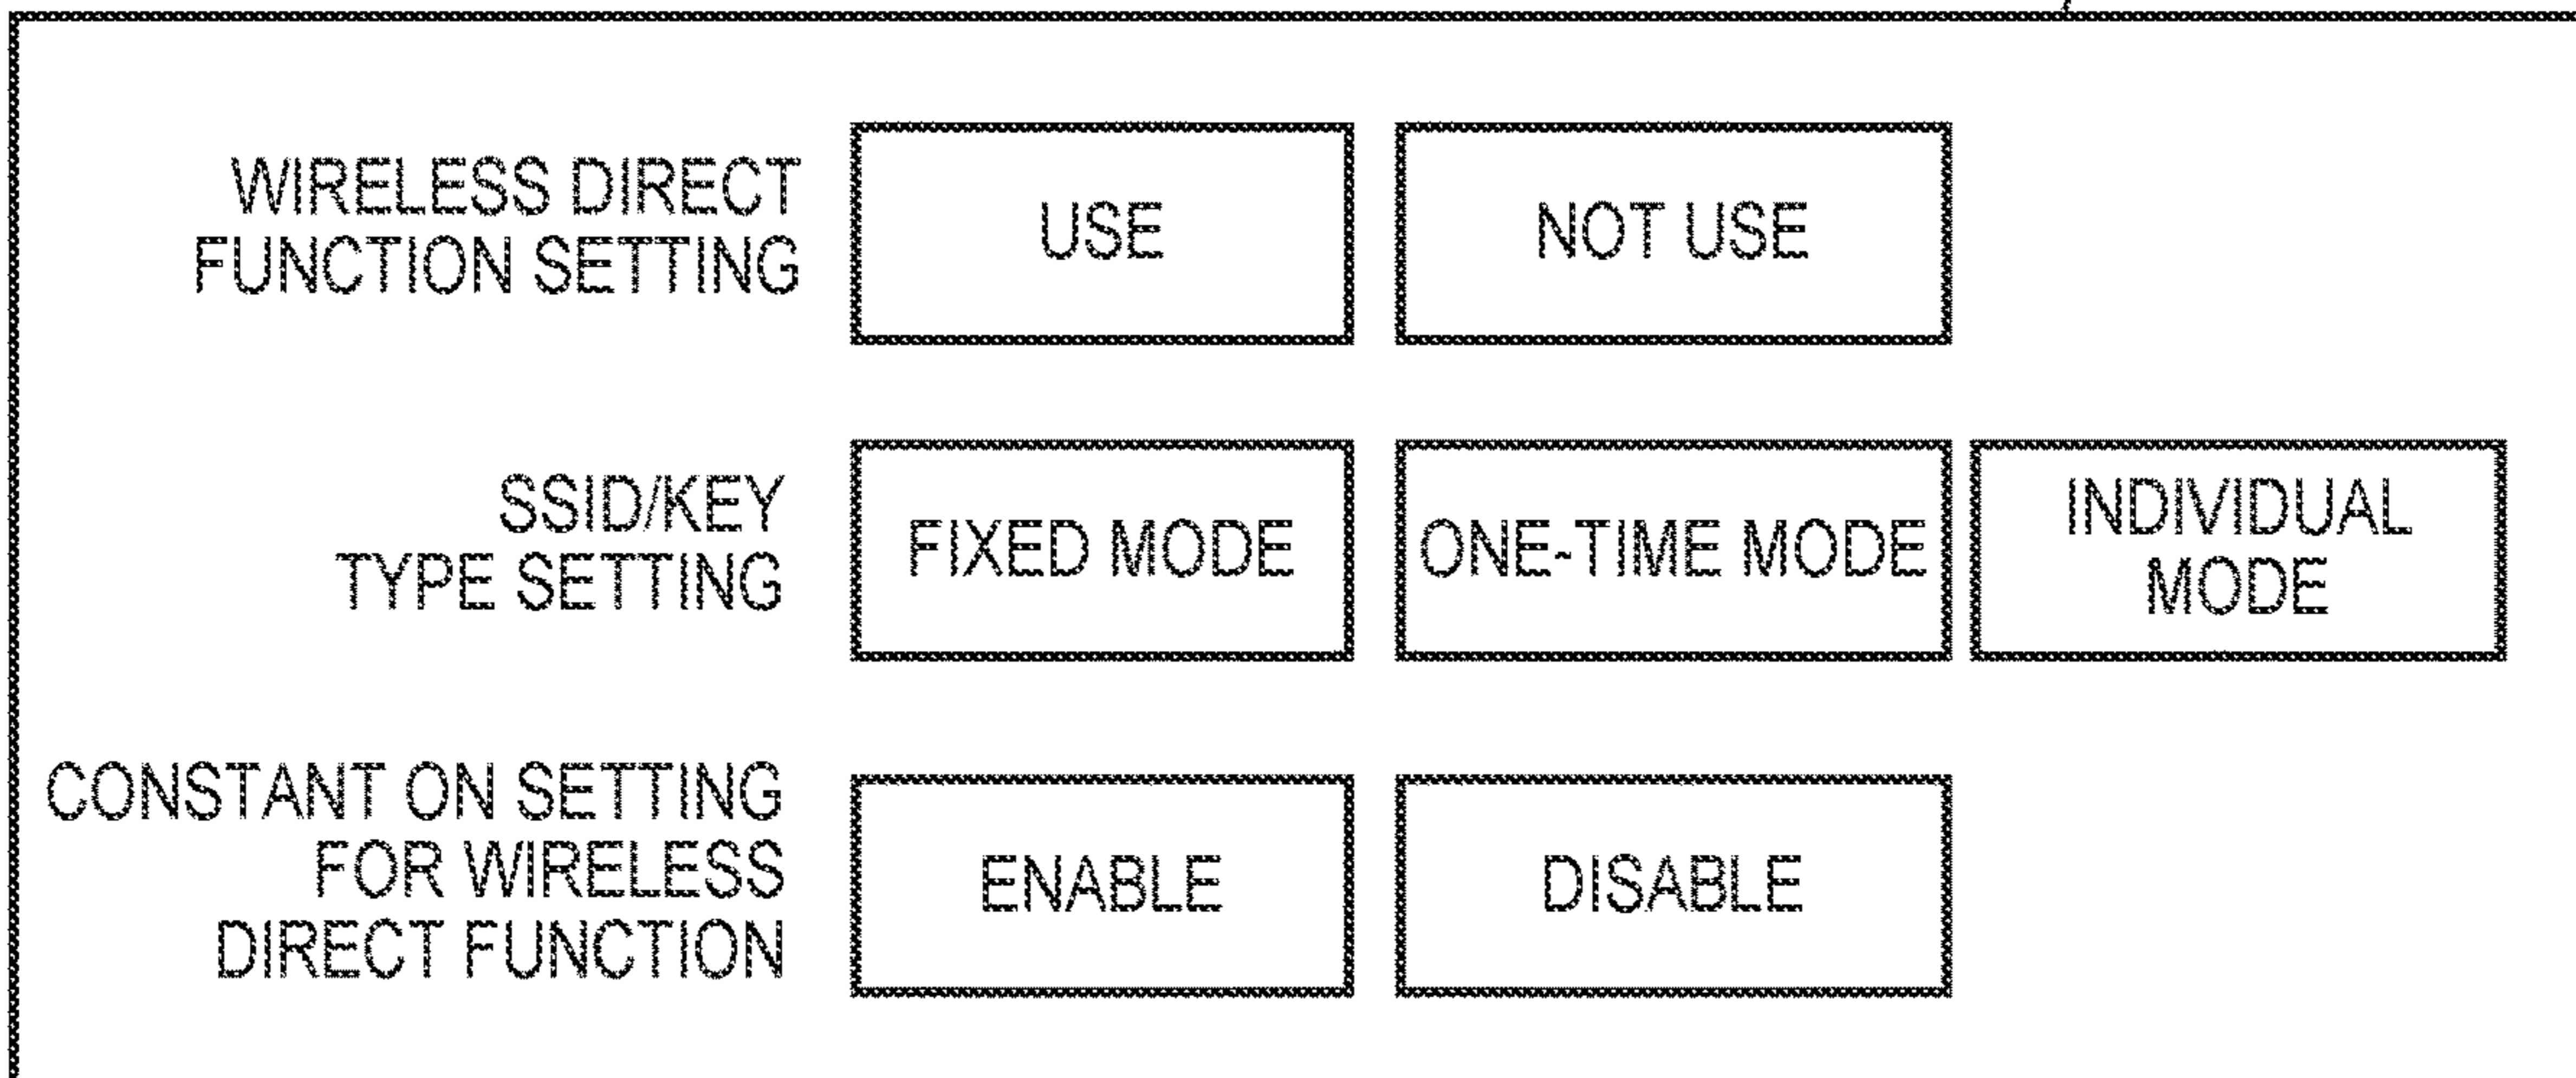 WIRELESS DIRECT
FUNCTION SETTING
USE
NOT USE
SSID/KEY
TYPE SETTING
FIXED MODE
ONE-TIME MODE
INDIVIDUAL
MODE
CONSTANT ON SETTING
FOR WIRELESS
DIRECT FUNCTION
ENABLE
DISABLE